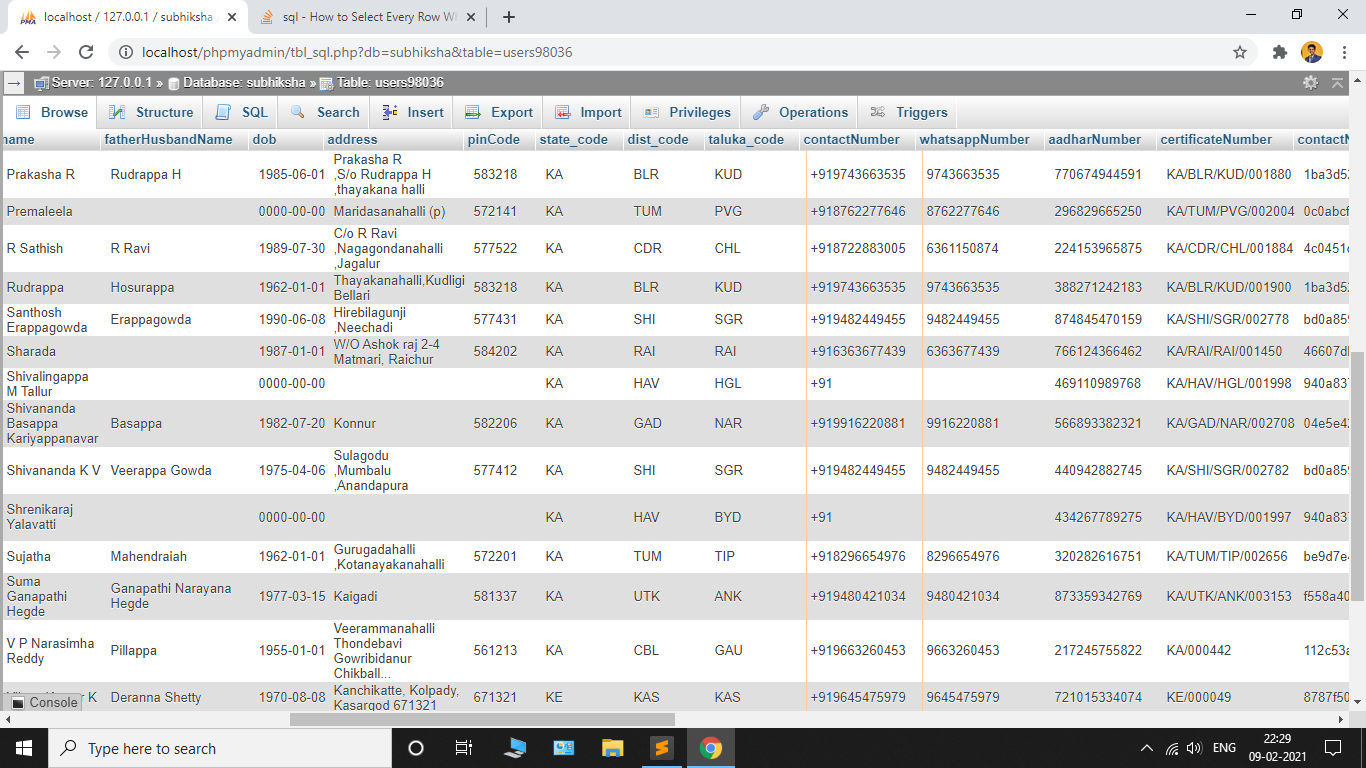 localhost / 127.0.0.1 / subhiksha
sql - How to Select Every Row Wh
localhost/phpmyadmin/tbl_sql.php?db=subhiksha&table=users98036
Server: 127.0.0.1 » Database: subhiksha » Table: users98036
Browse Structure SQL Search Insert Export Import Privileges Operations Triggers
name fatherHusbandName dob address pinCode state_code dist_code taluka_code contactNumber whatsappNumber aadharNumber certificateNumber contactN
Prakasha R Rudrappa H 1985-06-01 Prakasha R
,S/o Rudrappa H
,thayakana halli 583218 KA BLR KUD +919743663535 9743663535 770674944591 KA/BLR/KUD/001880 1ba3d52
Premaleela 0000-00-00 Maridasanahalli (p) 572141 KA TUM PVG +918762277646 8762277646 296829665250 KA/TUM/PVG/002004 0c0abcf
R Sathish R Ravi 1989-07-30 C/o R Ravi
,Nagagondanahalli
,Jagalur 577522 KA CDR CHL +918722883005 6361150874 224153965875 KA/CDR/CHL/001884 4c0451
Rudrappa Hosurappa 1962-01-01 Thayakanahalli,Kudligi
Bellari 583218 KA BLR KUD +919743663535 9743663535 388271242183 KA/BLR/KUD/001900 1ba3d52
Santhosh
Erappagowda Erappagowda 1990-06-08 Hirebilagunji
,Neechadi 577431 KA SHI SGR +919482449455 9482449455 874845470159 KA/SHI/SGR/002778 bd0a859
Sharada 1987-01-01 W/O Ashok raj 2-4
Matmari, Raichur 584202 KA RAI RAI +916363677439 6363677439 766124366462 KA/RAI/RAI/001450 46607d
Shivalingappa
M Tallur 0000-00-00 KA HAV HGL +91 469110989768 KA/HAV/HGL/001998 940a837
Shivananda
Basappa
Kariyappanavar Basappa 1982-07-20 Konnur 582206 KA GAD NAR +919916220881 9916220881 566893382321 KA/GAD/NAR/002708 04e5e4
Shivananda K V Veerappa Gowda 1975-04-06 Sulagodu
,Mumbalu
,Anandapura 577412 KA SHI SGR +919482449455 9482449455 440942882745 KA/SHI/SGR/002782 bd0a859
Shrenikaraj
Yalavatti 0000-00-00 KA HAV BYD +91 434267789275 KA/HAV/BYD/001997 940a837
Sujatha Mahendraiah 1962-01-01 Gurugadahalli
,Kotanayakanahalli 572201 KA TUM TIP +918296654976 8296654976 320282616751 KA/TUM/TIP/002656 be9d7e
Suma
Ganapathi
Hegde Ganapathi Narayana
Hegde 1977-03-15 Kaigadi 581337 KA UTK ANK +919480421034 9480421034 873359342769 KA/UTK/ANK/003153 f558a40
V P Narasimha
Reddy Pillappa 1955-01-01 Veerammanahalli
Thondebavi
Gowribidanur
Chikball... 561213 KA CBL GAU +919663260453 9663260453 217245755822 KA/000442 112c53a
K Deranna Shetty 1970-08-08 Kanchikatte, Kolpady,
Kasargod 671321 671321 KE KAS KAS +919645475979 9645475979 721015334074 KE/000049 8787f50
Console
Type here to search
ENG 22:29
09-02-2021